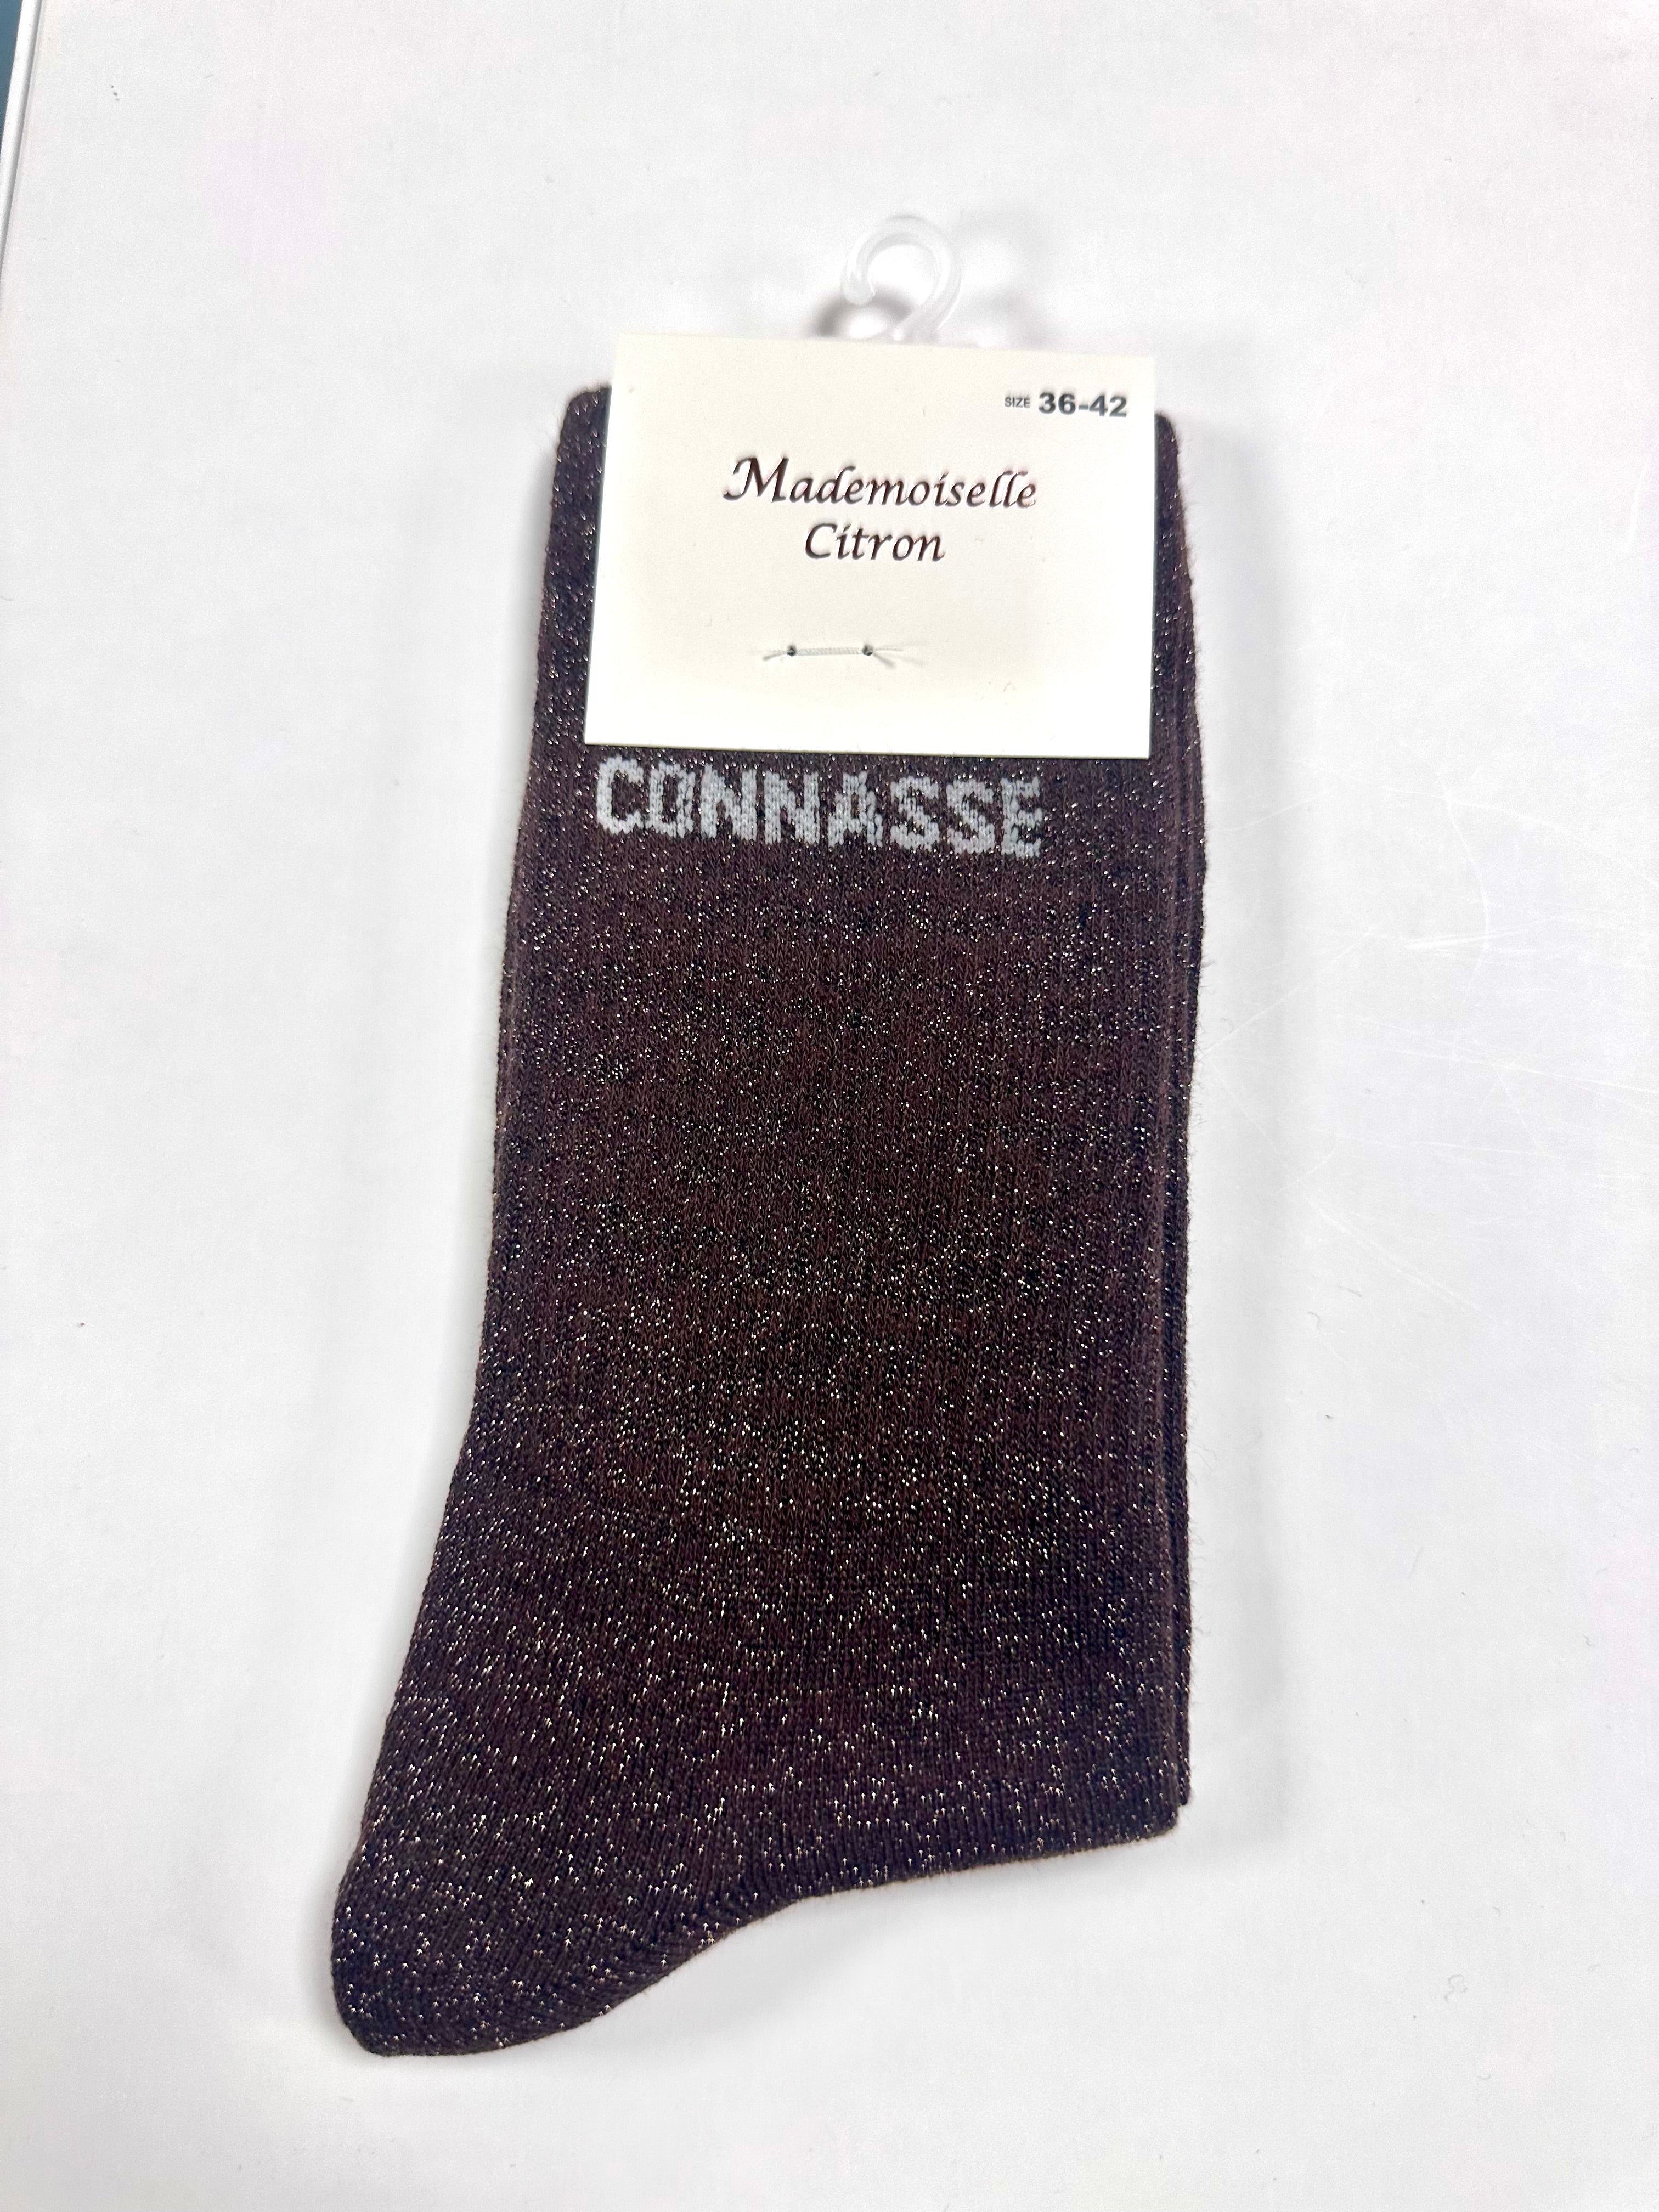 SIZE 36-42
Mademoiselle
Citron
CONNASSE